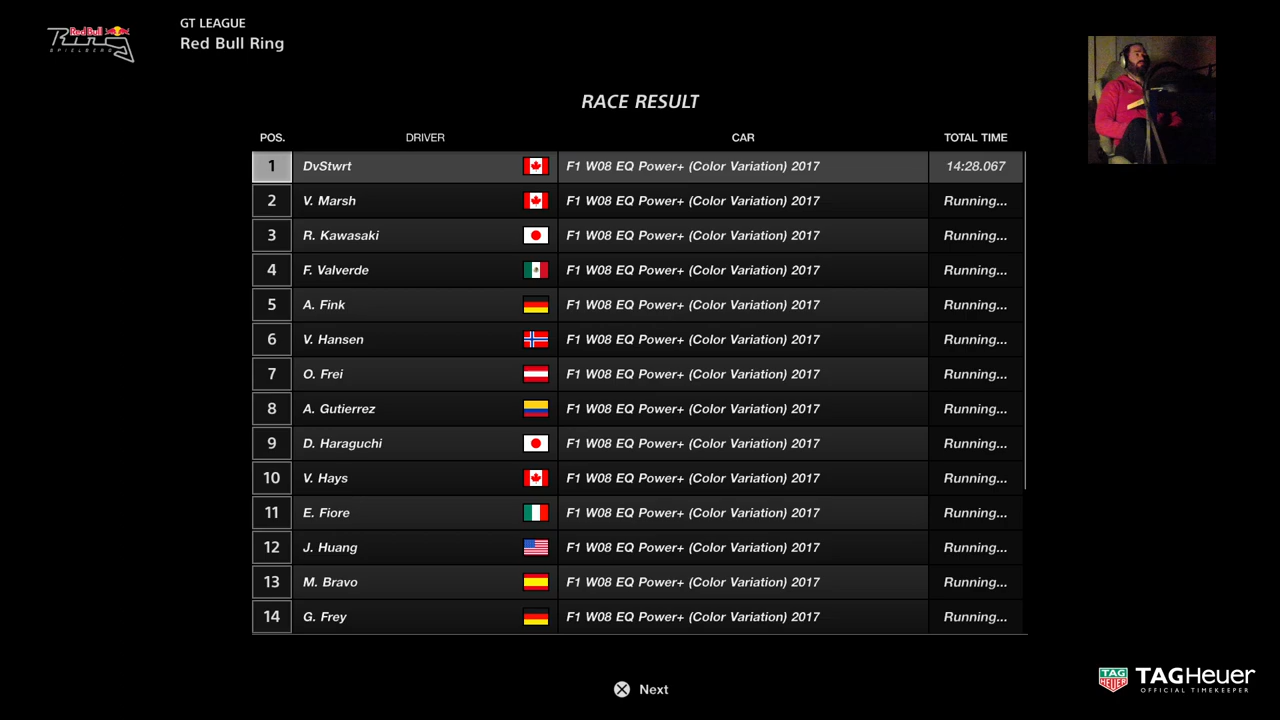 Red Bull
Ring
SPIELBERG
GT LEAGUE
Red Bull Ring
RACE RESULT
POS. DRIVER CAR TOTAL TIME
1 DvStwrt F1 W08 EQ Power+ (Color Variation) 2017 14:28.067
2 V. Marsh F1 W08 EQ Power+ (Color Variation) 2017 Running...
3 R. Kawasaki F1 W08 EQ Power+ (Color Variation) 2017 Running...
4 F. Valverde F1 W08 EQ Power+ (Color Variation) 2017 Running...
5 A. Fink F1 W08 EQ Power+ (Color Variation) 2017 Running...
6 V. Hansen F1 W08 EQ Power+ (Color Variation) 2017 Running...
7 O. Frei F1 W08 EQ Power+ (Color Variation) 2017 Running...
8 A. Gutierrez F1 W08 EQ Power+ (Color Variation) 2017 Running...
9 D. Haraguchi F1 W08 EQ Power+ (Color Variation) 2017 Running...
10 V. Hays F1 W08 EQ Power+ (Color Variation) 2017 Running...
11 E. Fiore F1 W08 EQ Power+ (Color Variation) 2017 Running...
12 J. Huang F1 W08 EQ Power+ (Color Variation) 2017 Running...
13 M. Bravo F1 W08 EQ Power+ (Color Variation) 2017 Running...
14 G. Frey F1 W08 EQ Power+ (Color Variation) 2017 Running...
Next
TAG HEUER
TAGHeuer
OFFICIAL TIMEKEEPER